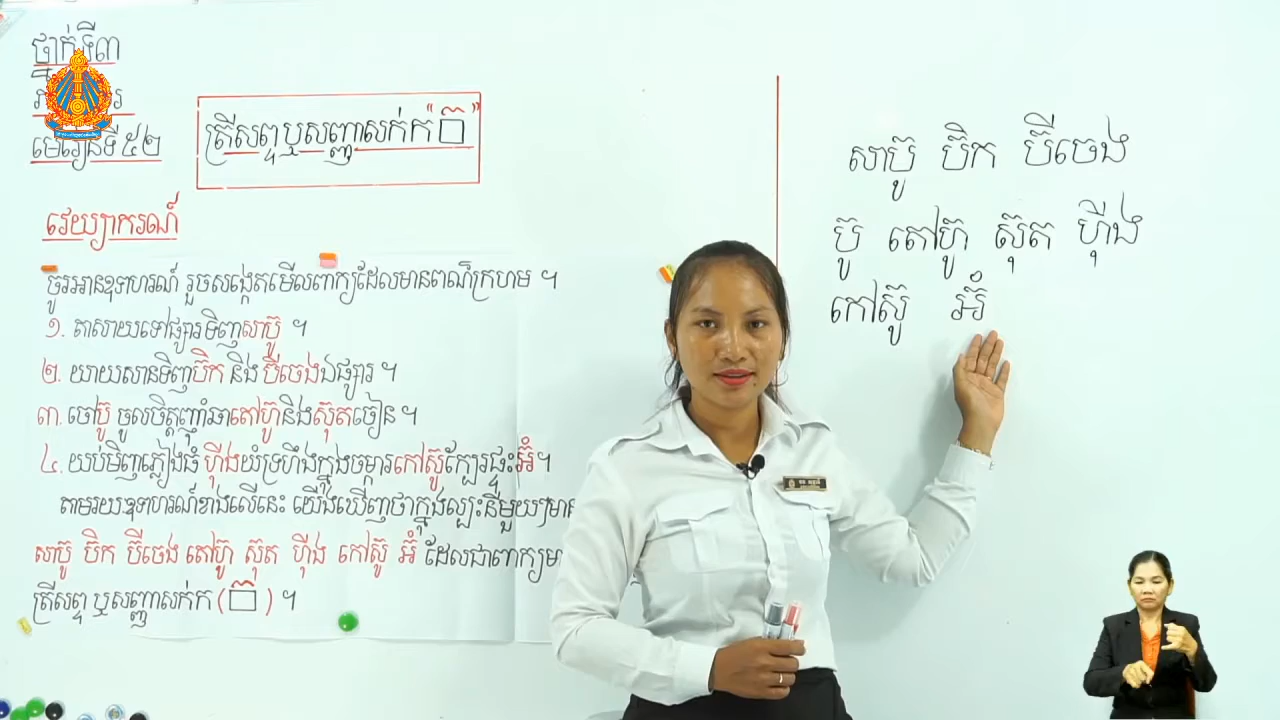 ថ្នាក់ទី៣
មេរៀនទី ៥២
ត្រីសព្ទ ឬសញ្ញាសក់ក " ៊ "
វេយ្យាករណ៍
ចូរអានឧទាហរណ៍ រួចសង្កេតមើលពាក្យដែលមានពណ៌ក្រហម ។
១. តាសាយទៅផ្សារទិញសាប៊ូ ។
២. យាយសានទិញប៊ិក និង ប៊ីចេងឯផ្សារ ។
៣. ចៅប៊ូ ចូលចិត្តញ៉ាំឆាតៅហ៊ូនិងស៊ុតចៀន ។
៤. យប់មិញភ្លៀងធំ ហ៊ីងយំទ្រហឹងក្នុងចម្ការកៅស៊ូក្បែរផ្ទះអ៊ំ ។
តាមរយឧទាហរណ៍ខាងលើនេះ យើងឃើញថាក្នុងល្បះនីមួយៗមាន
សាប៊ូ ប៊ិក ប៊ីចេង តៅហ៊ូ ស៊ុត ហ៊ីង កៅស៊ូ អ៊ំ ដែលជាពាក្យមាន
ត្រីសព្ទ ឬសញ្ញាសក់ក ( ៊ ) ។
សាប៊ូ ប៊ិក ប៊ីចេង
ប៊ូ តៅហ៊ូ ស៊ុត ហ៊ីង
កៅស៊ូ អ៊ំ